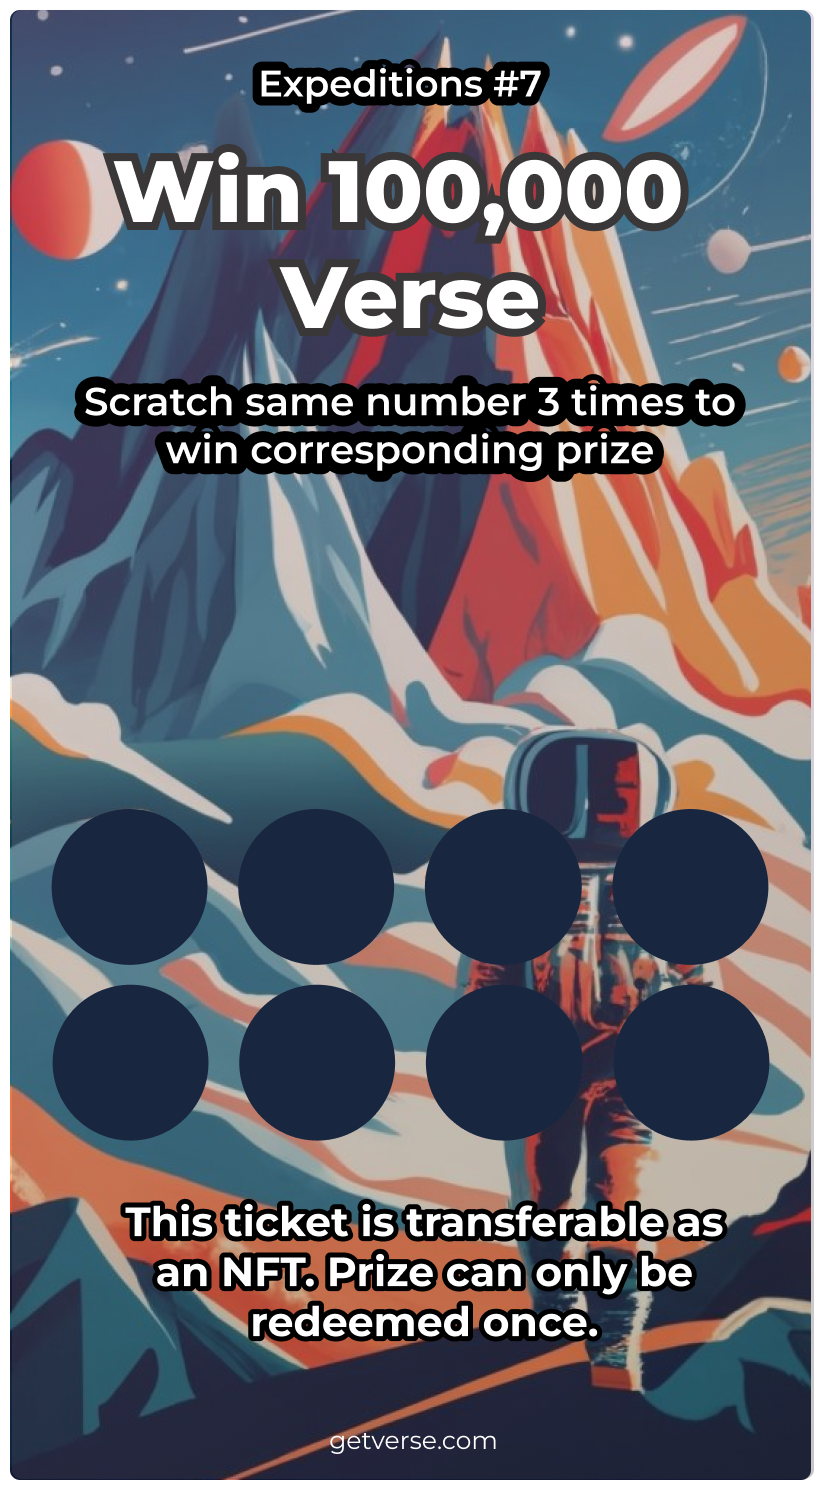 Expeditions #7
Win 100,000
Verse
Scratch same number 3 times to
win corresponding prize
This ticket is transferable as
an NFT. Prize can only be
redeemed once.
getverse.com